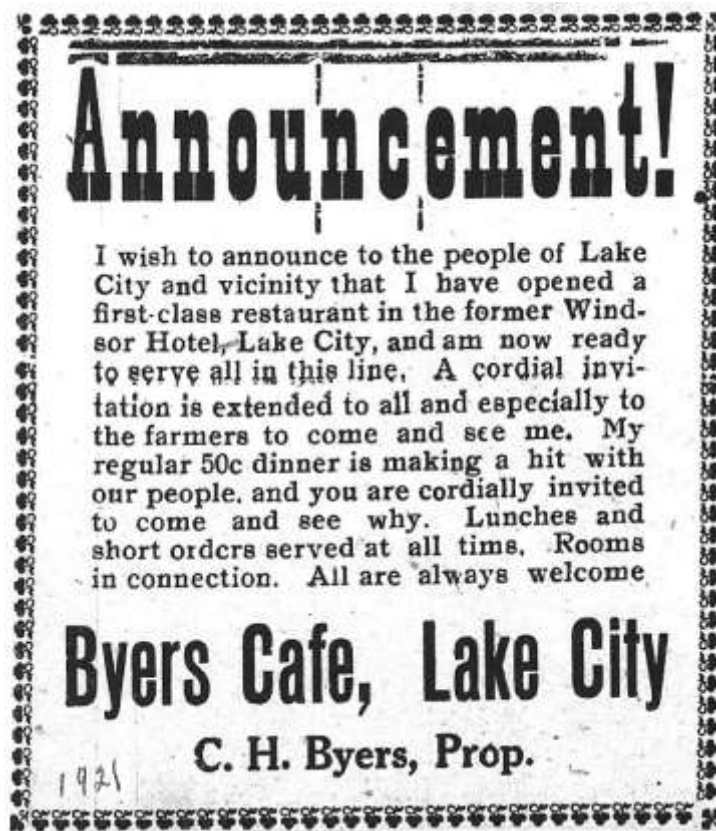 Announcement!
I wish to announce to the people of Lake
City and vicinity that I have opened a
first-class restaurant in the former Wind-
sor Hotel, Lake City, and am now ready
to serve all in this line. A cordial invi-
tation is extended to all and especially to
the farmers to come and see me. My
regular 50c dinner is making a hit with
our people. and you are cordially invited
to come and see why. Lunches and
short orders served at all tims. Rooms
in connection. All are always welcome
Byers Cafe, Lake City
C. H. Byers, Prop.
1921